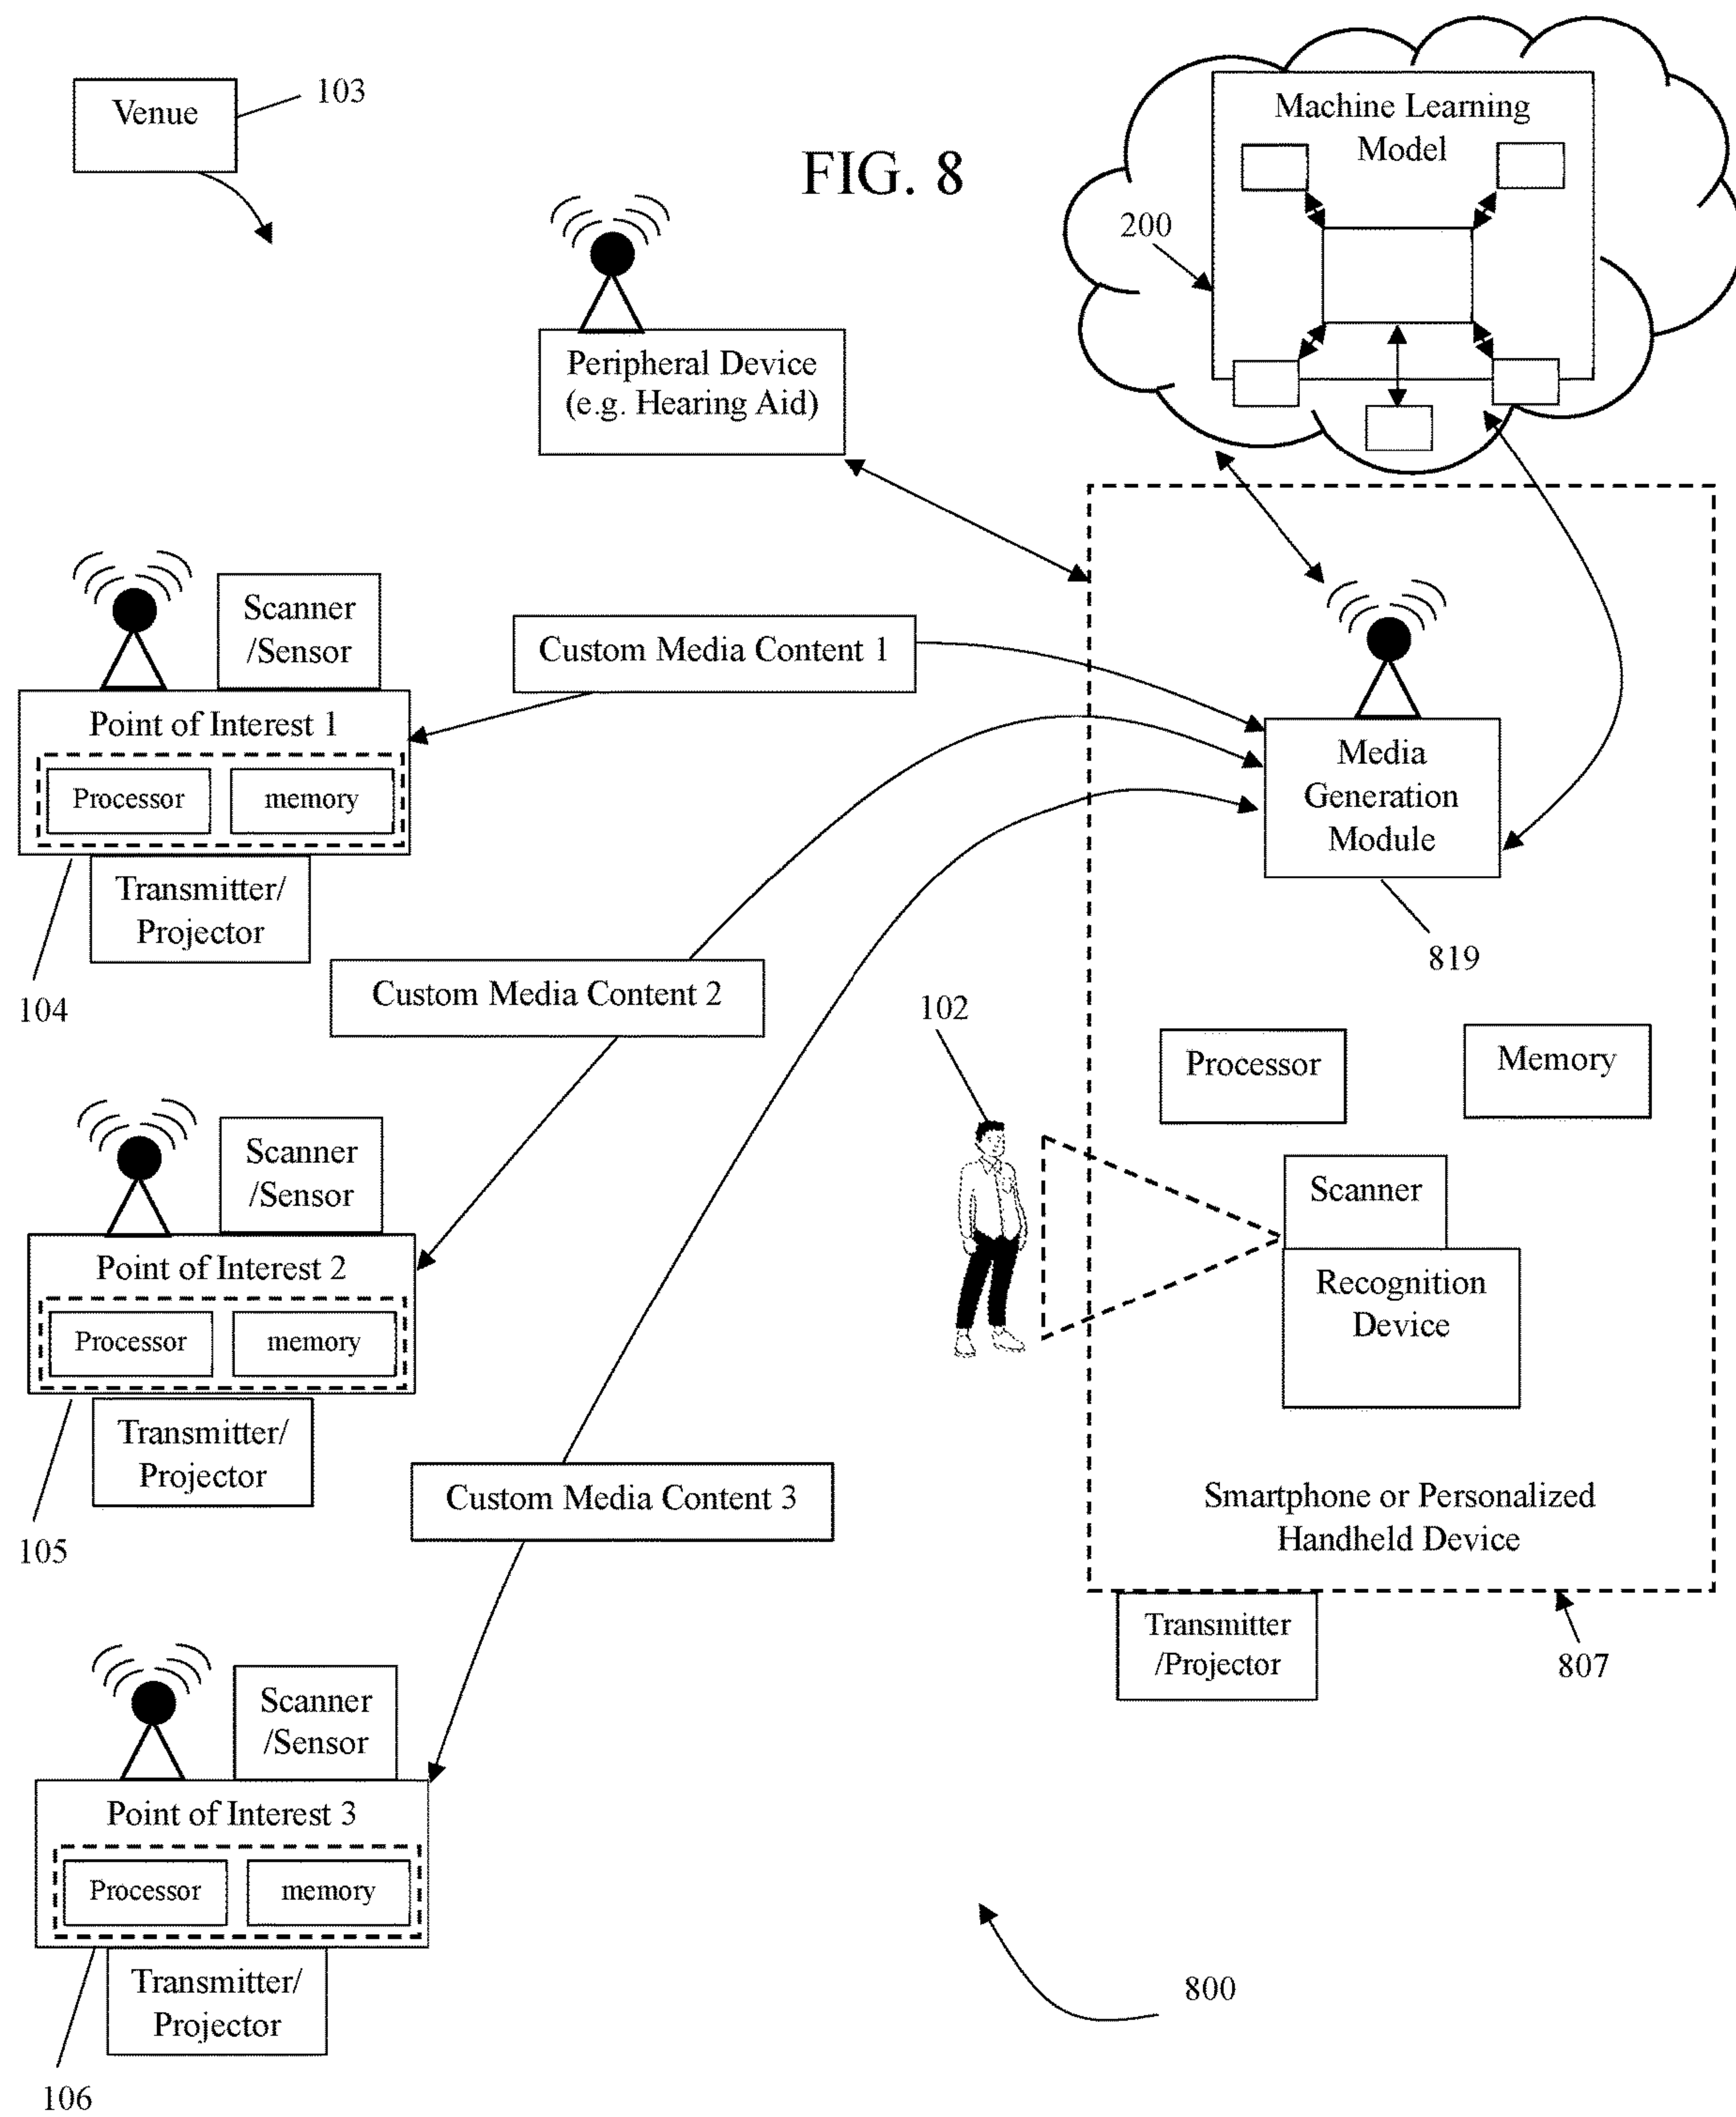 Venue
103
FIG. 8
Machine Learning
Model
200
Peripheral Device
(e.g. Hearing Aid)
Scanner
/Sensor
Point of Interest 1
Processor
memory
Transmitter/
Projector
104
Custom Media Content 1
Media
Generation
Module
819
Custom Media Content 2
102
Processor
Memory
Scanner
/Sensor
Point of Interest 2
Processor
memory
Transmitter/
Projector
105
Scanner
Recognition
Device
Custom Media Content 3
Smartphone or Personalized
Handheld Device
Transmitter
/Projector
807
Scanner
/Sensor
Point of Interest 3
Processor
memory
Transmitter/
Projector
106
800